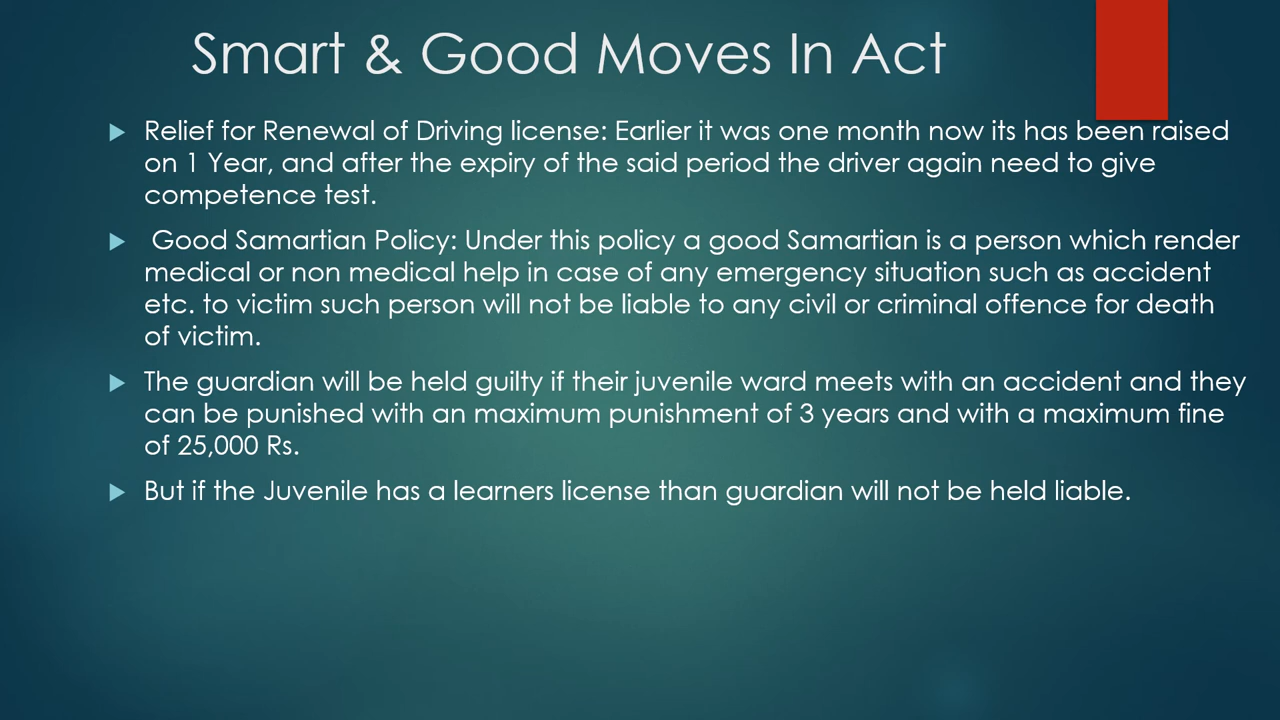 Smart & Good Moves In Act
Relief for Renewal of Driving license: Earlier it was one month now its has been raised
on 1 Year, and after the expiry of the said period the driver again need to give
competence test.
Good Samartian Policy: Under this policy a good Samartian is a person which render
medical or non medical help in case of any emergency situation such as accident
etc. to victim such person will not be liable to any civil or criminal offence for death
of victim.
The guardian will be held guilty if their juvenile ward meets with an accident and they
can be punished with an maximum punishment of 3 years and with a maximum fine
of 25,000 Rs.
But if the Juvenile has a learners license than guardian will not be held liable.